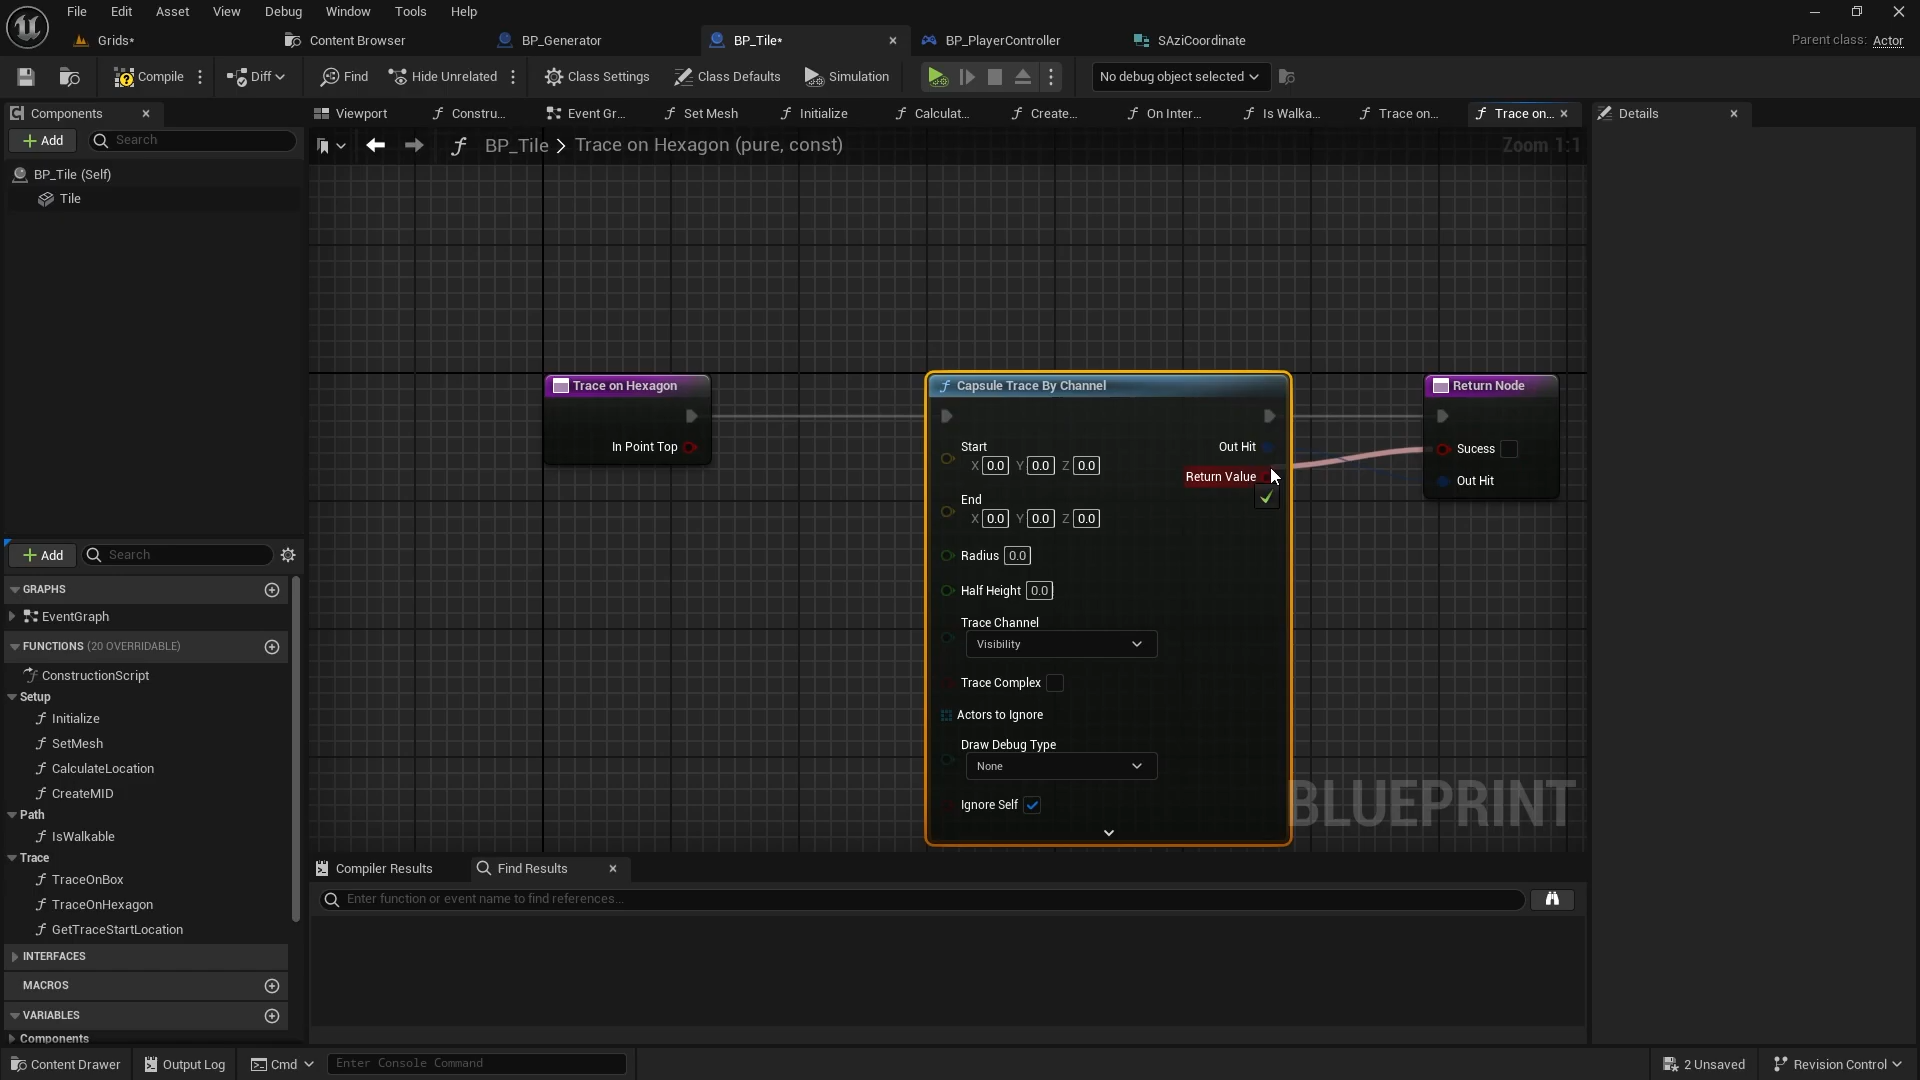 File Edit Asset View Debug Window Tools Help
Grids* Content Browser BP_Generator BP_Tile* BP_PlayerController SAziCoordinate Parent class: Actor
Compile Diff Find Hide Unrelated Class Settings Class Defaults Simulation No debug object selected
Components Viewport Constru... Event Gr... Set Mesh Initialize Calculat... Create... On Inter... Is Walka... Trace on... Trace on... Details
Add Search
BP_Tile > Trace on Hexagon (pure, const) Zoom 1:1
BP_Tile (Self)
Tile
Trace on Hexagon
In Point Top
Capsule Trace By Channel
Start
X 0.0 Y 0.0 Z 0.0
End
X 0.0 Y 0.0 Z 0.0
Radius 0.0
Half Height 0.0
Trace Channel
Visibility
Trace Complex
Actors to Ignore
Draw Debug Type
None
Ignore Self
Out Hit
Return Value
Return Node
Sucess
Out Hit
BLUEPRINT
Add Search
GRAPHS
EventGraph
FUNCTIONS (20 OVERRIDABLE)
ConstructionScript
Setup
Initialize
SetMesh
CalculateLocation
CreateMID
Path
IsWalkable
Trace
TraceOnBox
TraceOnHexagon
GetTraceStartLocation
INTERFACES
MACROS
VARIABLES
Components
Compiler Results Find Results
Enter function or event name to find references...
Content Drawer Output Log Cmd Enter Console Command 2 Unsaved Revision Control